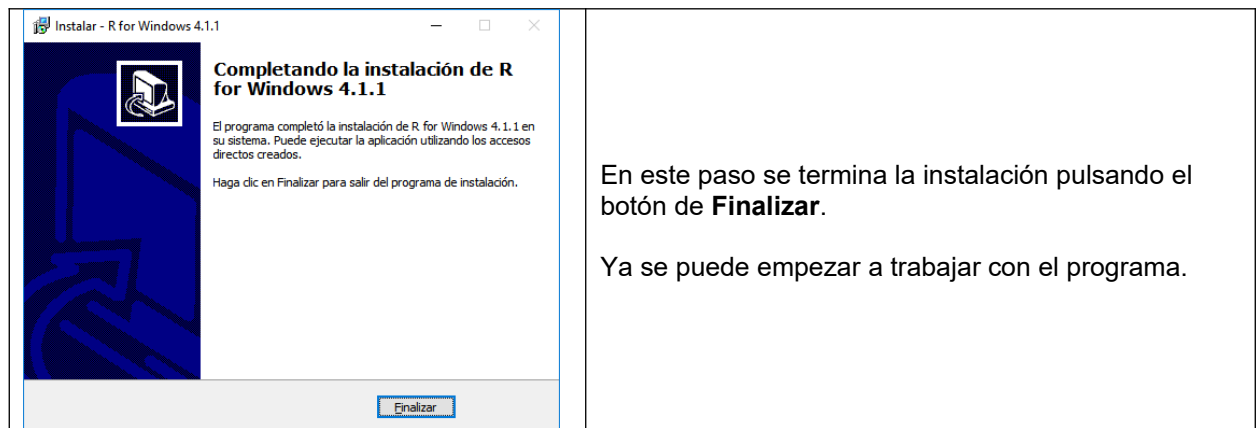 Instalar - R for Windows 4.1.1
Completando la instalación de R
for Windows 4.1.1
El programa completó la instalación de R for Windows 4.1.1 en
su sistema. Puede ejecutar la aplicación utilizando los accesos
directos creados.
Haga clic en Finalizar para salir del programa de instalación.
Finalizar
En este paso se termina la instalación pulsando el
botón de Finalizar.
Ya se puede empezar a trabajar con el programa.